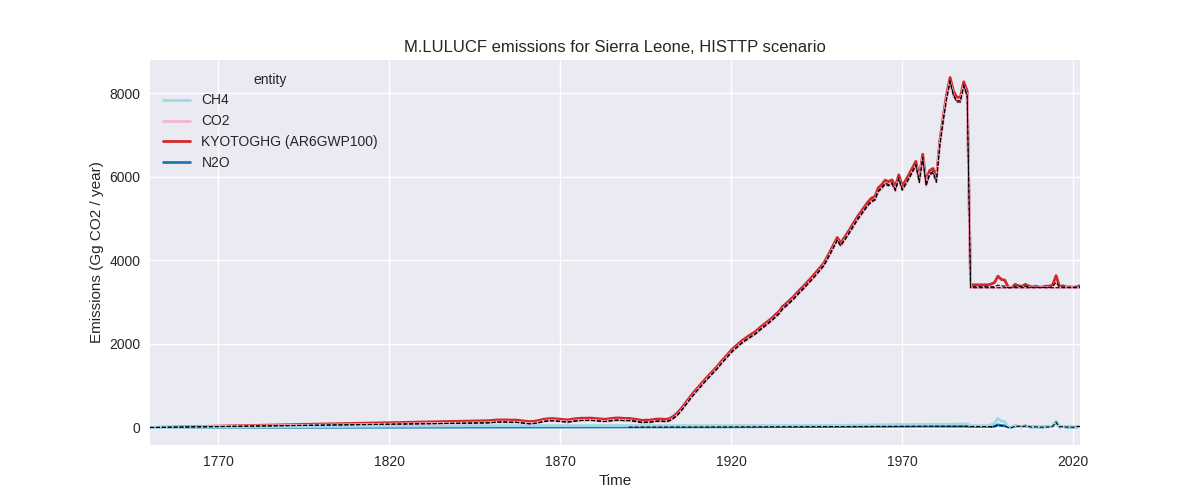 M.LULUCF emissions for Sierra Leone, HISTTP scenario
entity
CH4
CO2
KYOTOGHG (AR6GWP100)
N2O
Emissions (Gg CO2 / year)
8000
6000
4000
2000
0
1770 1820 1870 1920 1970 2020
Time